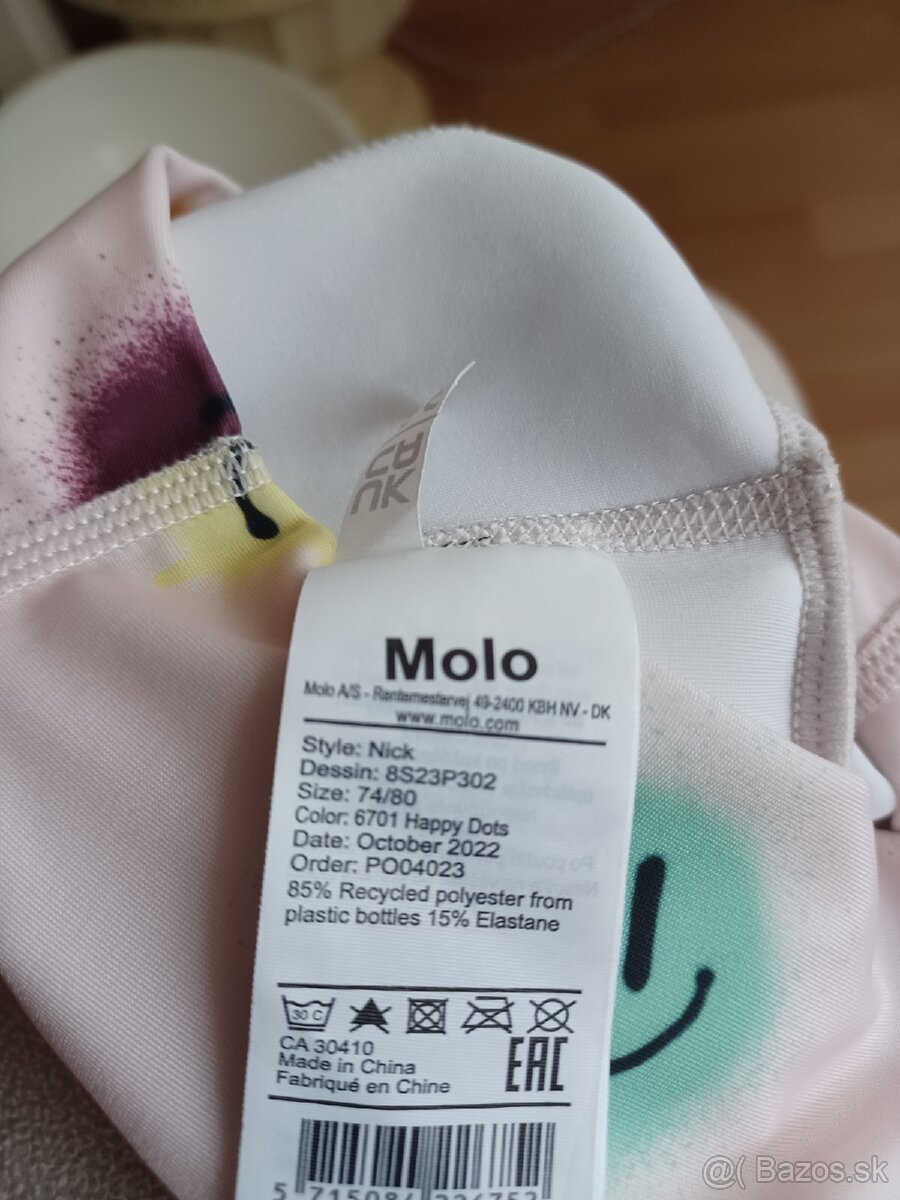 Molo
Molo A/S - Rentemestervej 49-2400 KBH NV - DK
www.molo.com
Style: Nick
Dessin: 8S23P302
Size: 74/80
Color: 6701 Happy Dots
Date: October 2022
Order: PO04023
85% Recycled polyester from
plastic bottles 15% Elastane
30 C
CA 30410
Made in China
Fabriqué en Chine
EAC
@( Bazos.sk